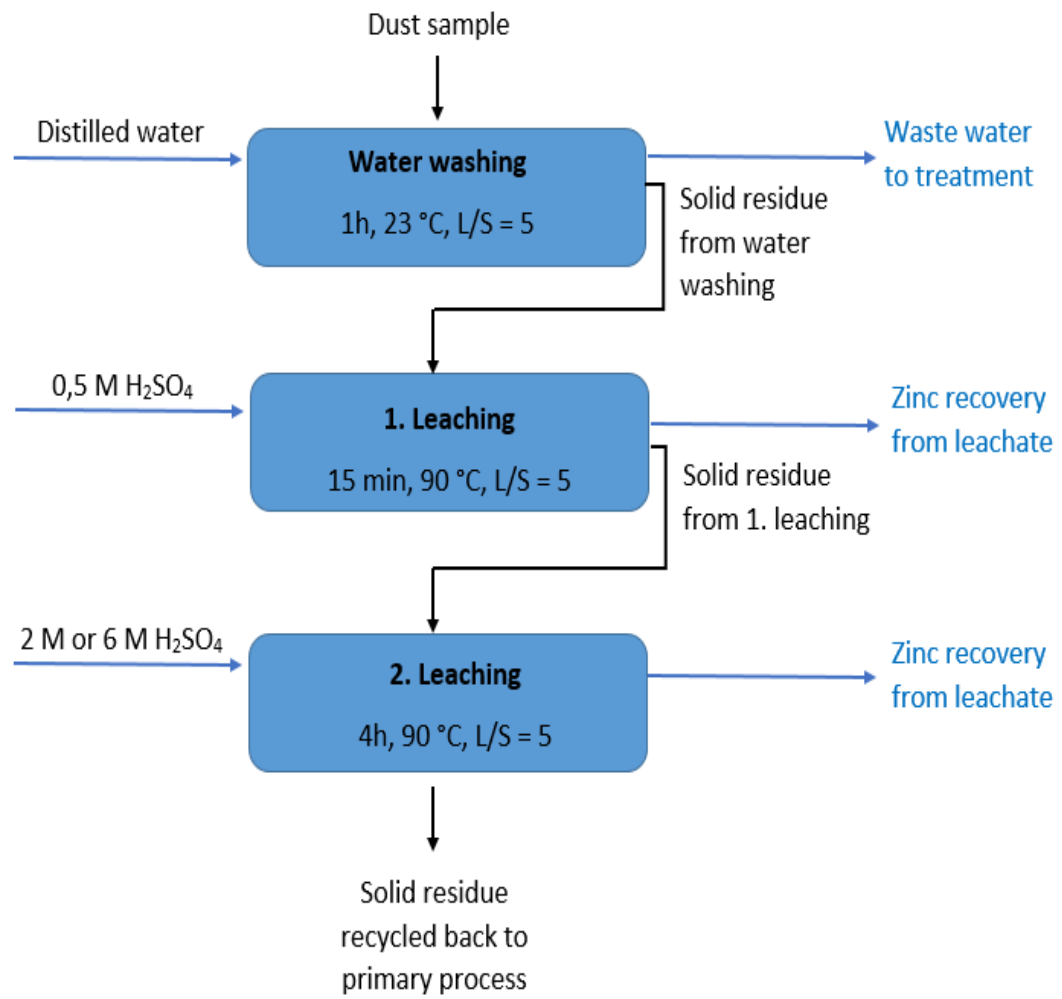 Dust sample
Distilled water
Water washing
1h, 23 °C, L/S = 5
Waste water
to treatment
Solid residue
from water
washing
0,5 M H₂SO₄
1. Leaching
15 min, 90 °C, L/S = 5
Zinc recovery
from leachate
Solid residue
from 1. leaching
2 M or 6 M H₂SO₄
2. Leaching
4h, 90 °C, L/S = 5
Zinc recovery
from leachate
Solid residue
recycled back to
primary process